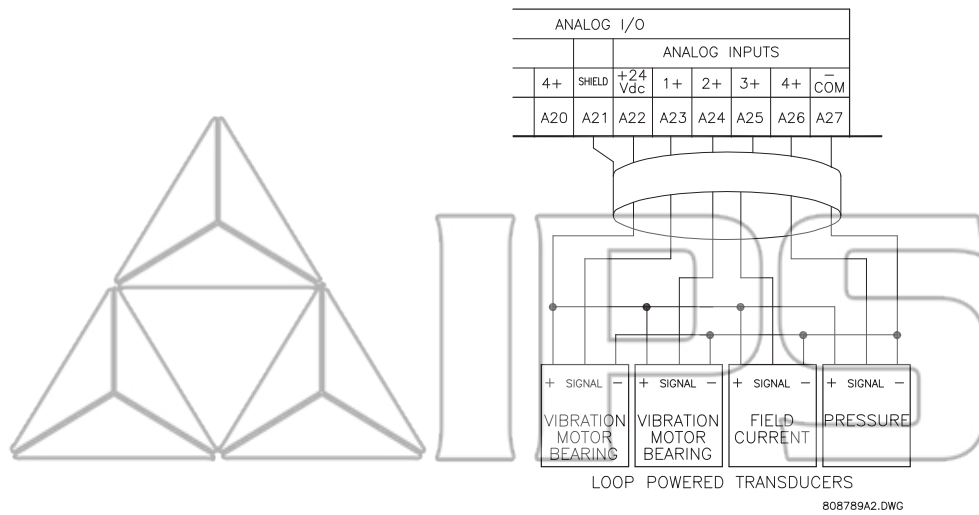 ANALOG I/O
ANALOG INPUTS
4+ SHIELD +24 Vdc 1+ 2+ 3+ 4+ – COM
A20 A21 A22 A23 A24 A25 A26 A27
+ SIGNAL – + SIGNAL – + SIGNAL – + SIGNAL –
VIBRATION MOTOR BEARING
VIBRATION MOTOR BEARING
FIELD CURRENT
PRESSURE
LOOP POWERED TRANSDUCERS
808789A2.DWG
IPS